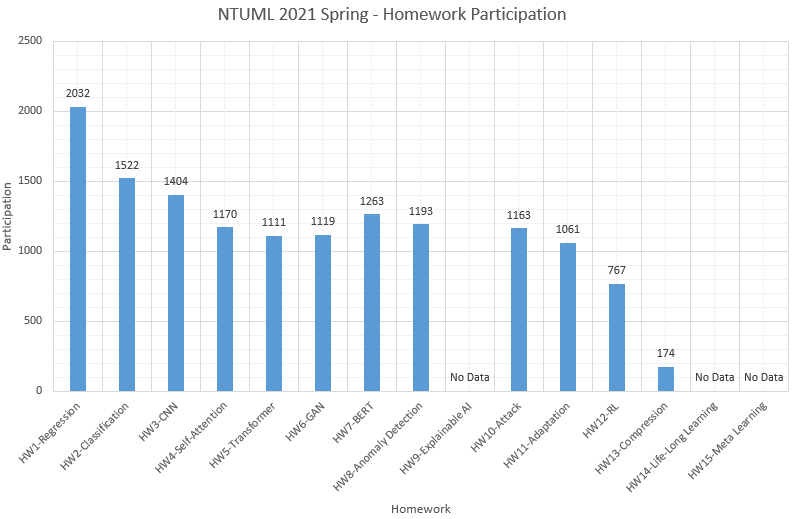 NTUML 2021 Spring - Homework Participation
Participation
2500
2000
1500
1000
500
0
2032
1522
1404
1170
1111
1119
1263
1193
No Data
1163
1061
767
174
No Data
No Data
HW1-Regression
HW2-Classification
HW3-CNN
HW4-Self-Attention
HW5-Transformer
HW6-GAN
HW7-BERT
HW8-Anomaly Detection
HW9-Explainable AI
HW10-Attack
HW11-Adaptation
HW12-RL
HW13-Compression
HW14-Life-Long Learning
HW15-Meta Learning
Homework